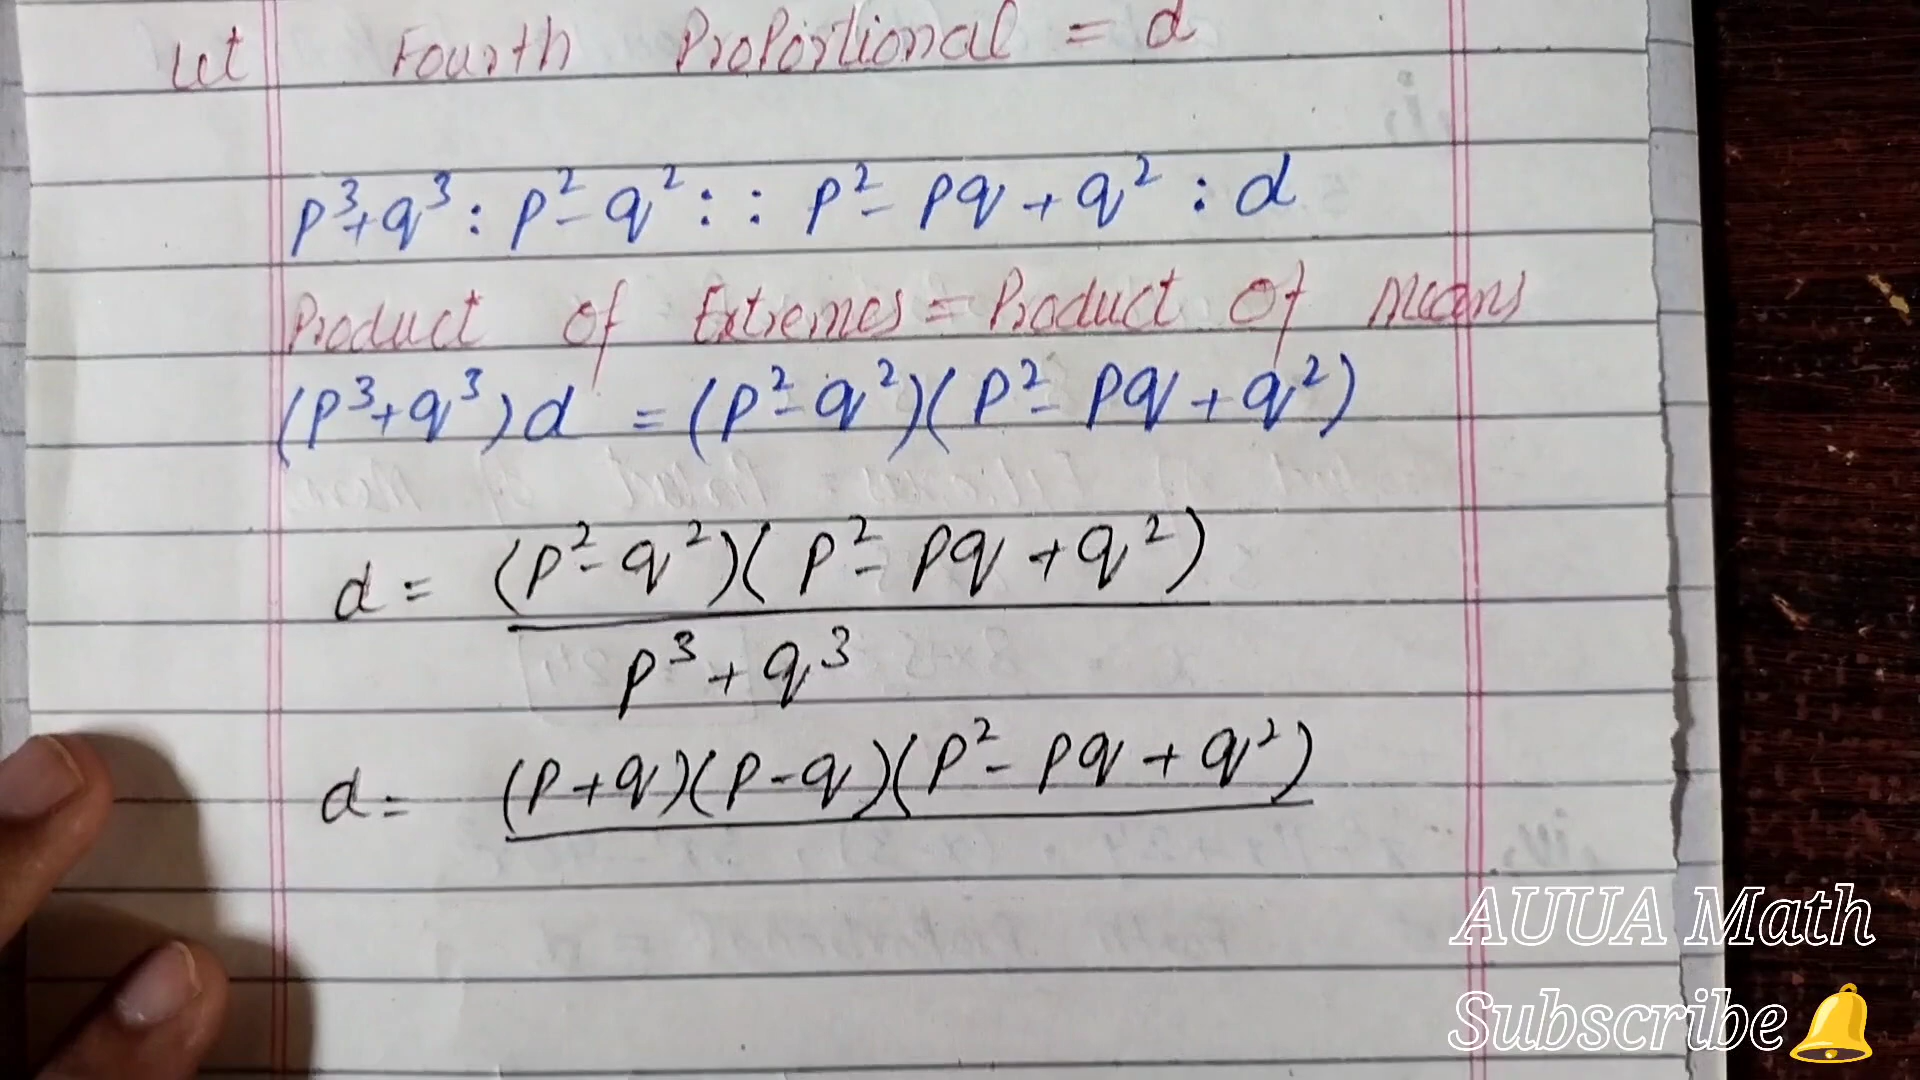 Let Fourth Proportional = d
p³+q³ : p²-q² : : p²-pq+q² : d
Product of Extremes = Product of Means
(p³+q³)d = (p²-q²)(p²-pq+q²)
d = (p²-q²)(p²-pq+q²)
p³+q³
d = (p+q)(p-q)(p²-pq+q²)
AUUA Math
Subscribe